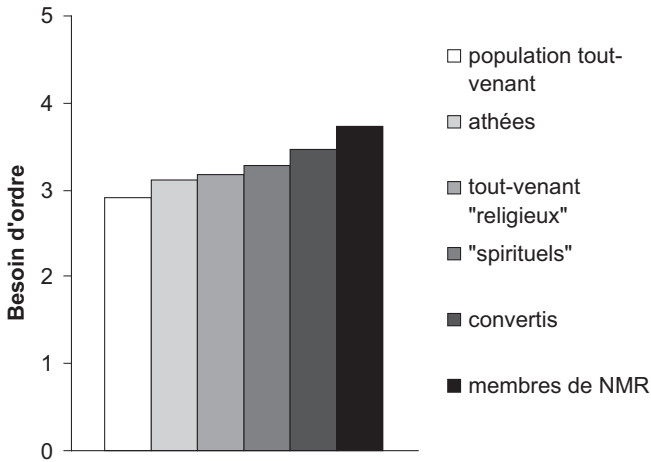 Besoin d'ordre
5
4
3
2
1
0
population tout-
venant
athées
tout-venant
"religieux"
"spirituels"
convertis
membres de NMR